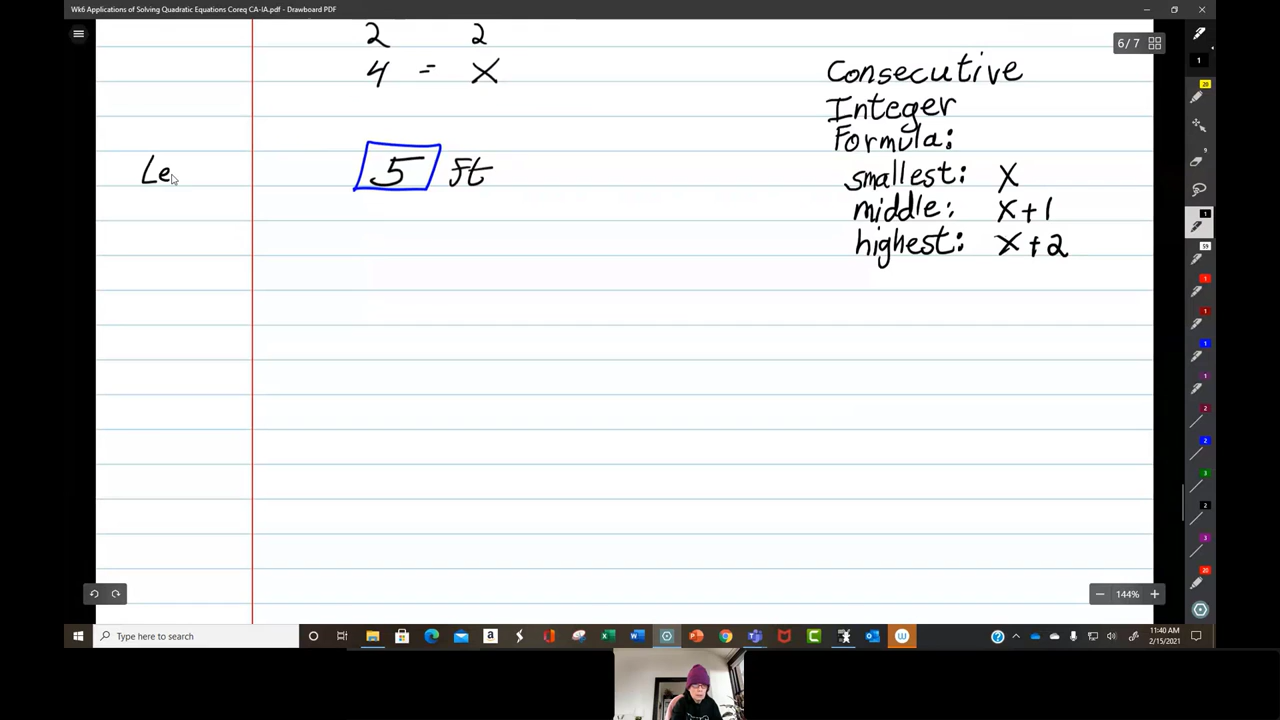 Wk6 Applications of Solving Quadratic Equations Coreq CA-IA.pdf - Drawboard PDF
6 / 7
2 2
4 = X
Le
5 ft
Consecutive
Integer
Formula:
smallest: X
middle: X+1
highest: X+2
144%
Type here to search
11:40 AM
2/15/2021